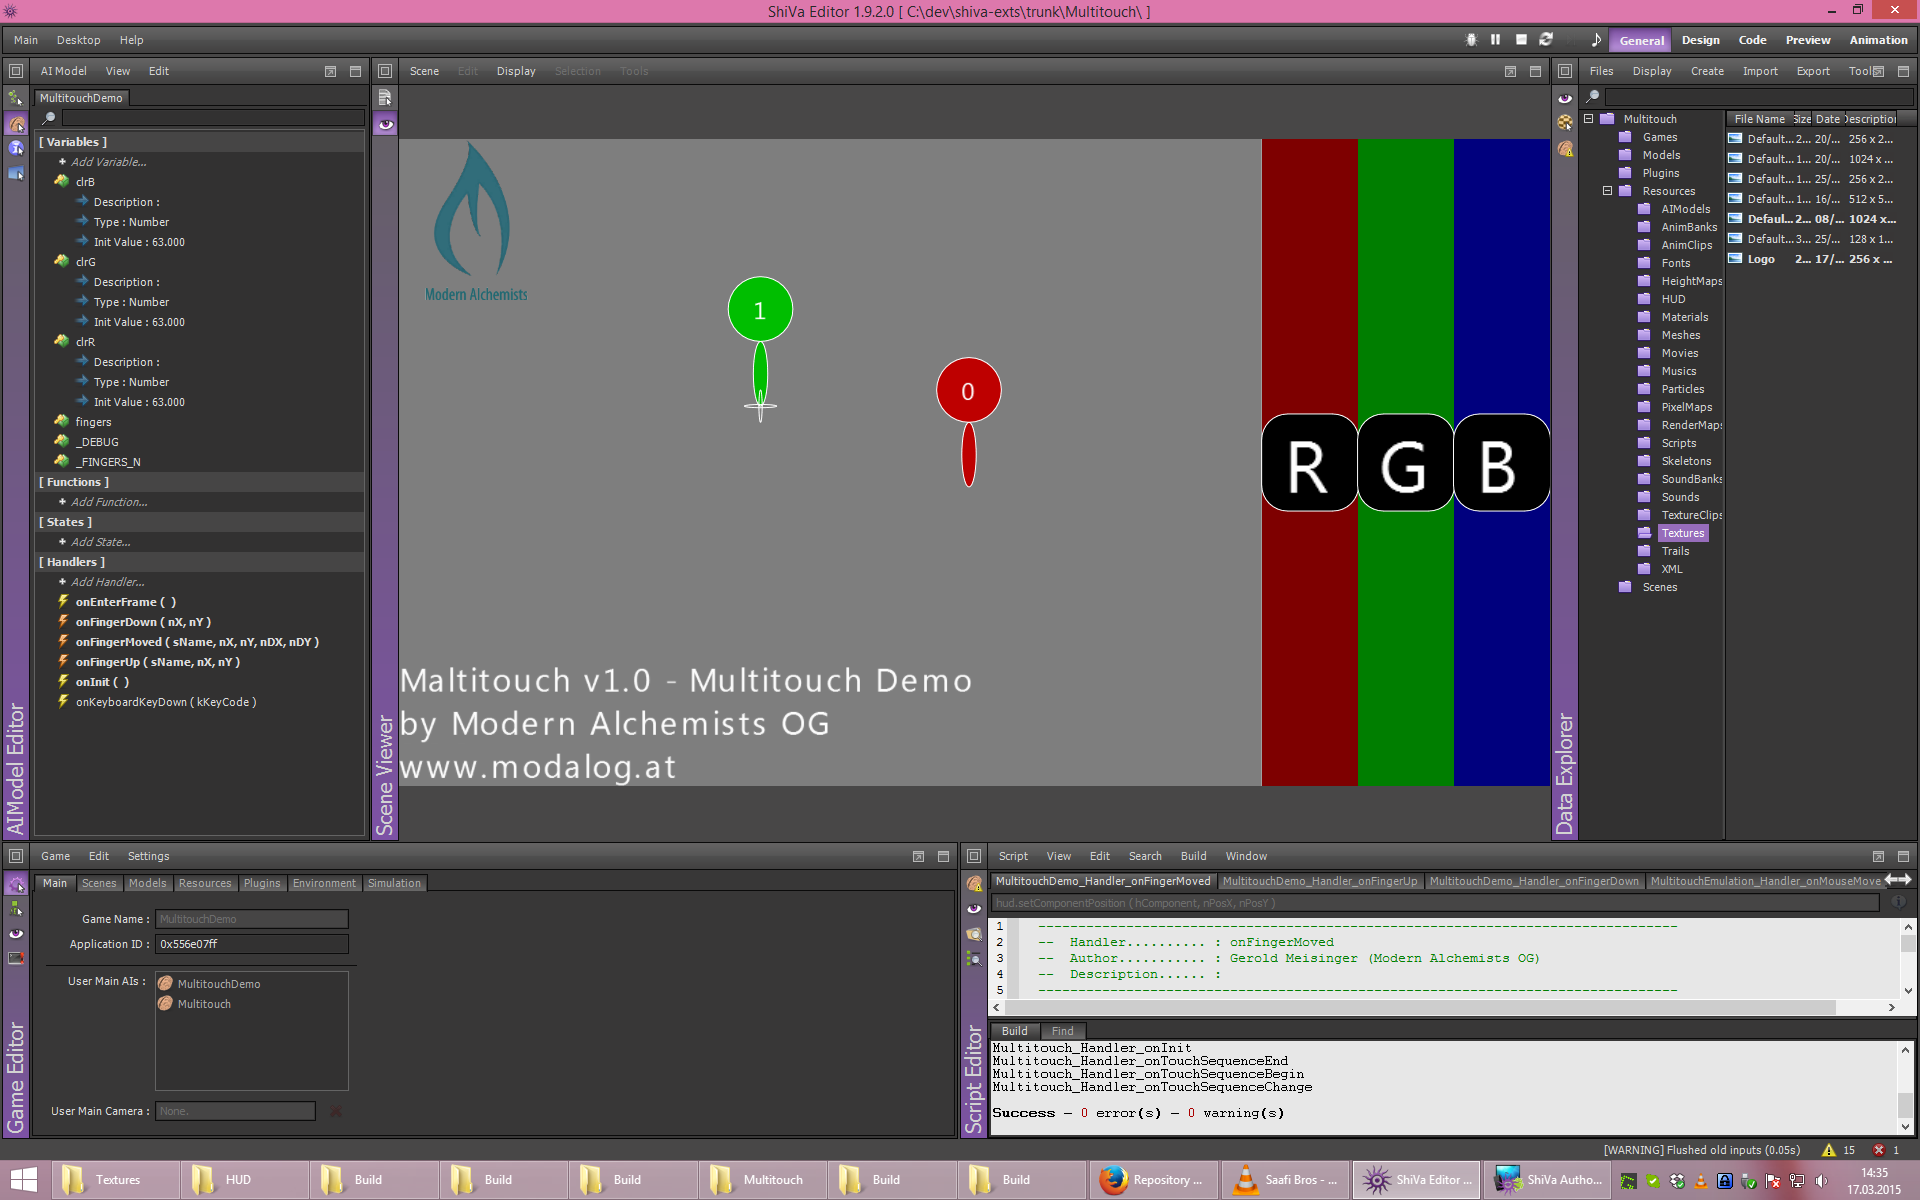 ShiVa Editor 1.9.2.0 [ C:\dev\shiva-exts\trunk\Multitouch\ ]
Main Desktop Help
General Design Code Preview Animation
AI Model View Edit
MultitouchDemo
[ Variables ]
Add Variable...
clrB
Description :
Type : Number
Init Value : 63.000
clrG
Description :
Type : Number
Init Value : 63.000
clrR
Description :
Type : Number
Init Value : 63.000
fingers
_DEBUG
_FINGERS_N
[ Functions ]
Add Function...
[ States ]
Add State...
[ Handlers ]
Add Handler...
onEnterFrame ( )
onFingerDown ( nX, nY )
onFingerMoved ( sName, nX, nY, nDX, nDY )
onFingerUp ( sName, nX, nY )
onInit ( )
onKeyboardKeyDown ( kKeyCode )
AIModel Editor
Scene Edit Display Selection Tools
Modern Alchemists
1
0
R G B
Maltitouch v1.0 - Multitouch Demo
by Modern Alchemists OG
www.modalog.at
Scene Viewer
Files Display Create Import Export Tool
Multitouch
Games
Models
Plugins
Resources
AIModels
AnimBanks
AnimClips
Fonts
HeightMaps
HUD
Materials
Meshes
Movies
Musics
Particles
PixelMaps
RenderMaps
Scripts
Skeletons
SoundBanks
Sounds
TextureClips
Textures
Trails
XML
Scenes
File Name Size Date Description
Default... 2... 20/... 256 x 2...
Default... 1... 20/... 1024 x ...
Default... 1... 25/... 256 x 2...
Default... 1... 16/... 512 x 5...
Defaul... 2... 08/... 1024 x...
Default... 3... 25/... 128 x 1...
Logo 2... 17/... 256 x ...
Data Explorer
Game Edit Settings
Main Scenes Models Resources Plugins Environment Simulation
Game Name : MultitouchDemo
Application ID : 0x556e07ff
User Main AIs : MultitouchDemo
Multitouch
User Main Camera : None.
Game Editor
Script View Edit Search Build Window
MultitouchDemo_Handler_onFingerMoved MultitouchDemo_Handler_onFingerUp MultitouchDemo_Handler_onFingerDown MultitouchEmulation_Handler_onMouseMove
hud.setComponentPosition ( hComponent, nPosX, nPosY )
1 --------------------------------------------------------------------------------
2 -- Handler.......... : onFingerMoved
3 -- Author........... : Gerold Meisinger (Modern Alchemists OG)
4 -- Description...... :
5 --------------------------------------------------------------------------------
Build Find
Multitouch_Handler_onInit
Multitouch_Handler_onTouchSequenceEnd
Multitouch_Handler_onTouchSequenceBegin
Multitouch_Handler_onTouchSequenceChange
Success - 0 error(s) - 0 warning(s)
Script Editor
[WARNING] Flushed old inputs (0.05s) 15 1
Textures HUD Build Build Build Multitouch Build Build Repository ... Saafi Bros - ... ShiVa Editor ... ShiVa Autho...
14:35
17.03.2015